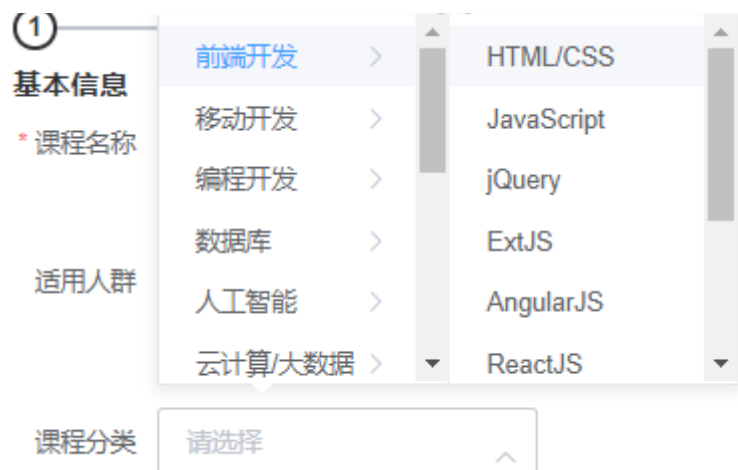 1
基本信息
* 课程名称
适用人群
前端开发
移动开发
编程开发
数据库
人工智能
云计算/大数据
HTML/CSS
JavaScript
jQuery
ExtJS
AngularJS
ReactJS
课程分类
请选择